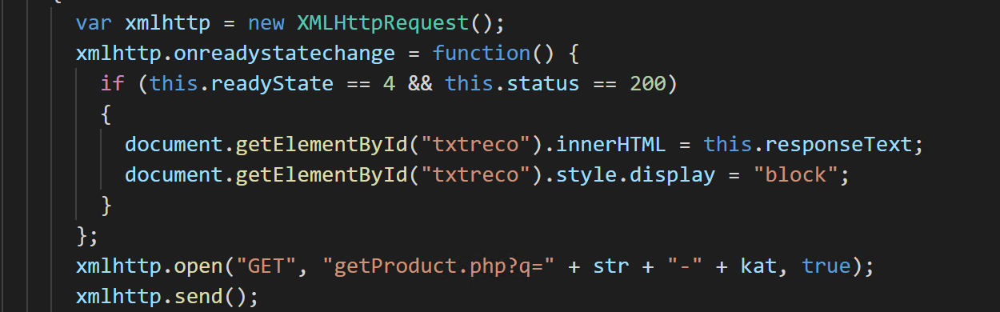 {
var xmlhttp = new XMLHttpRequest();
xmlhttp.onreadystatechange = function() {
if (this.readyState == 4 && this.status == 200)
{
document.getElementById("txtreco").innerHTML = this.responseText;
document.getElementById("txtreco").style.display = "block";
}
};
xmlhttp.open("GET", "getProduct.php?q=" + str + "-" + kat, true);
xmlhttp.send();